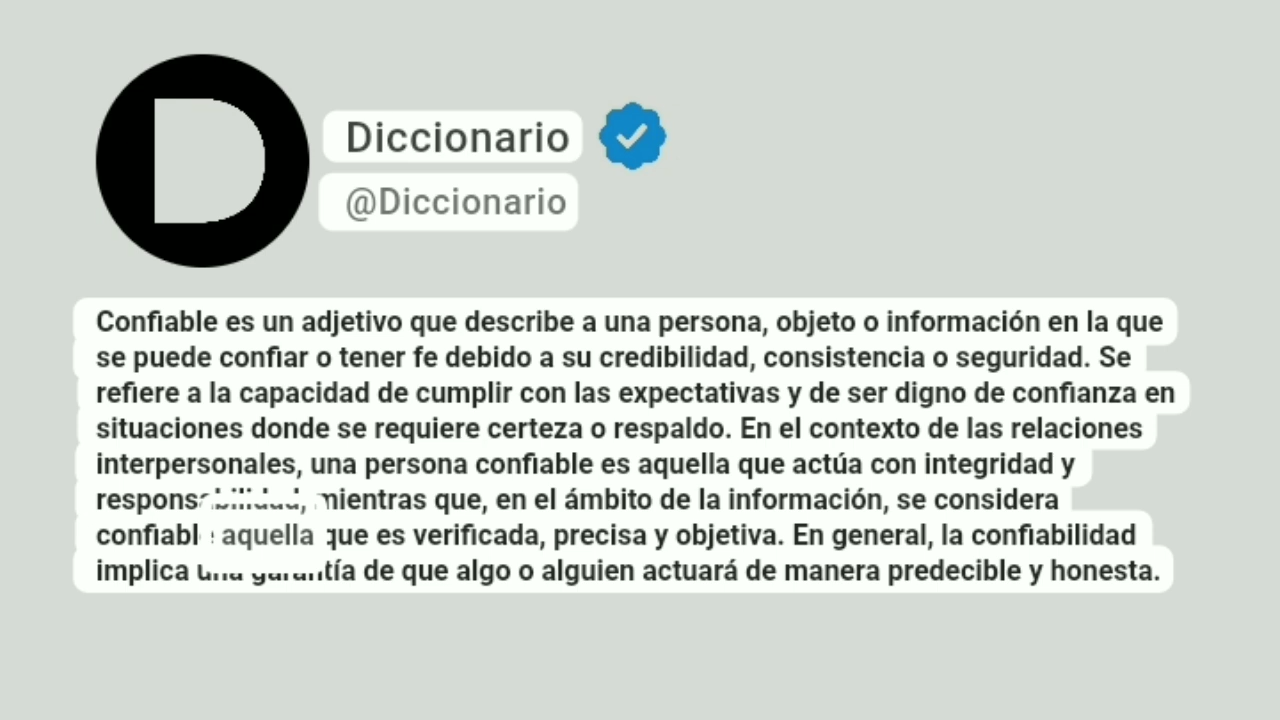 D
Diccionario
@Diccionario
Confiable es un adjetivo que describe a una persona, objeto o información en la que
se puede confiar o tener fe debido a su credibilidad, consistencia o seguridad. Se
refiere a la capacidad de cumplir con las expectativas y de ser digno de confianza en
situaciones donde se requiere certeza o respaldo. En el contexto de las relaciones
interpersonales, una persona confiable es aquella que actúa con integridad y
responsabilidad, mientras que, en el ámbito de la información, se considera
confiable aquella que es verificada, precisa y objetiva. En general, la confiabilidad
implica una garantía de que algo o alguien actuará de manera predecible y honesta.